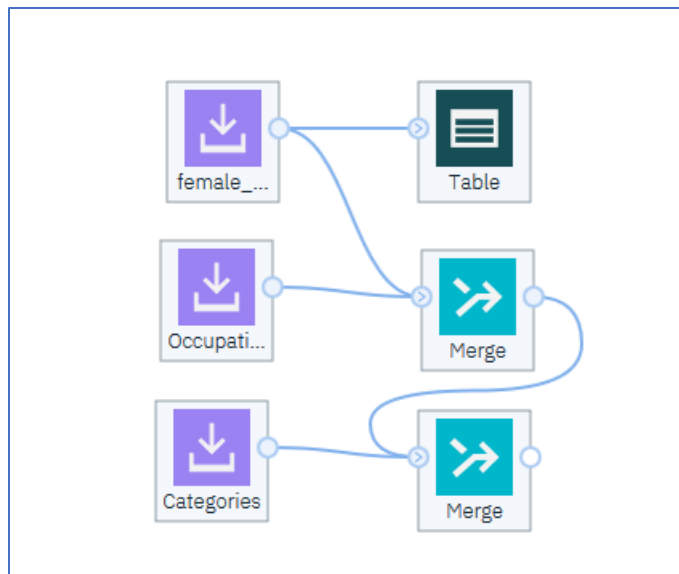 female_...
Table
Occupati...
Merge
Categories
Merge